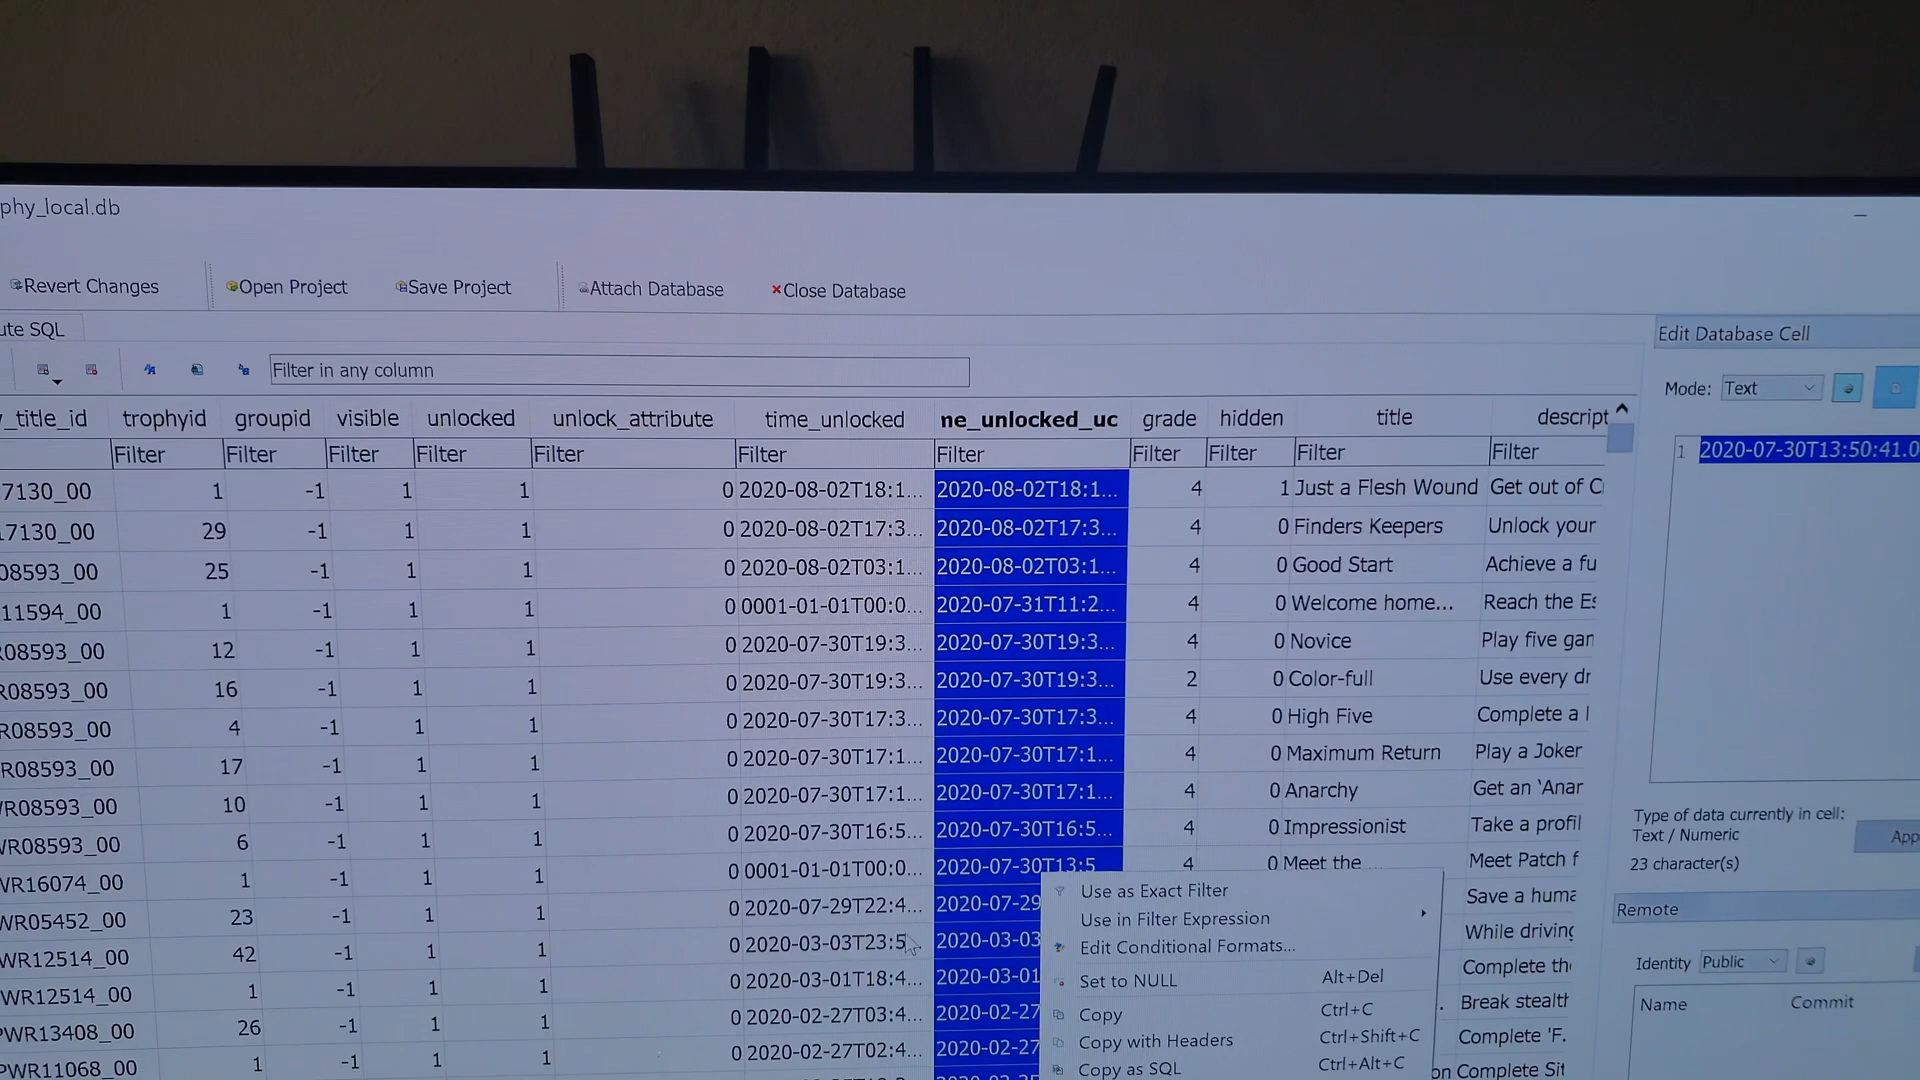 phy_local.db
Revert Changes Open Project Save Project Attach Database Close Database
ute SQL
Edit Database Cell
Filter in any column
Mode: Text
_title_id trophyid groupid visible unlocked unlock_attribute time_unlocked ne_unlocked_uc grade hidden title descript
Filter Filter Filter Filter Filter Filter Filter Filter Filter Filter Filter
1 2020-07-30T13:50:41.0
7130_00 1 -1 1 1 0 2020-08-02T18:1... 2020-08-02T18:1... 4 1 Just a Flesh Wound Get out of C
7130_00 29 -1 1 1 0 2020-08-02T17:3... 2020-08-02T17:3... 4 0 Finders Keepers Unlock your
08593_00 25 -1 1 1 0 2020-08-02T03:1... 2020-08-02T03:1... 4 0 Good Start Achieve a fu
11594_00 1 -1 1 1 0 0001-01-01T00:0... 2020-07-31T11:2... 4 0 Welcome home... Reach the Es
R08593_00 12 -1 1 1 0 2020-07-30T19:3... 2020-07-30T19:3... 4 0 Novice Play five gan
R08593_00 16 -1 1 1 0 2020-07-30T19:3... 2020-07-30T19:3... 2 0 Color-full Use every dr
R08593_00 4 -1 1 1 0 2020-07-30T17:3... 2020-07-30T17:3... 4 0 High Five Complete a l
R08593_00 17 -1 1 1 0 2020-07-30T17:1... 2020-07-30T17:1... 4 0 Maximum Return Play a Joker
WR08593_00 10 -1 1 1 0 2020-07-30T17:1... 2020-07-30T17:1... 4 0 Anarchy Get an 'Anar
WR08593_00 6 -1 1 1 0 2020-07-30T16:5... 2020-07-30T16:5... 4 0 Impressionist Take a profil
Type of data currently in cell:
Text / Numeric
App
23 character(s)
WR16074_00 1 -1 1 1 0 0001-01-01T00:0... 2020-07-30T13:5 4 0 Meet the Meet Patch f
WR05452_00 23 -1 1 1 0 2020-07-29T22:4... 2020-07-29 Save a huma
WR12514_00 42 -1 1 1 0 2020-03-03T23:5 2020-03-03 While driving
WR12514_00 1 -1 1 1 0 2020-03-01T18:4... 2020-03-01 Complete the
PWR13408_00 26 -1 1 1 0 2020-02-27T03:4... 2020-02-27 . Break stealth
PWR11068_00 1 -1 1 1 0 2020-02-27T02:4... 2020-02-27 Complete 'F.
on Complete Sit
Use as Exact Filter
Use in Filter Expression
Edit Conditional Formats...
Set to NULL Alt+Del
Copy Ctrl+C
Copy with Headers Ctrl+Shift+C
Copy as SQL Ctrl+Alt+C
Remote
Identity Public
Name Commit